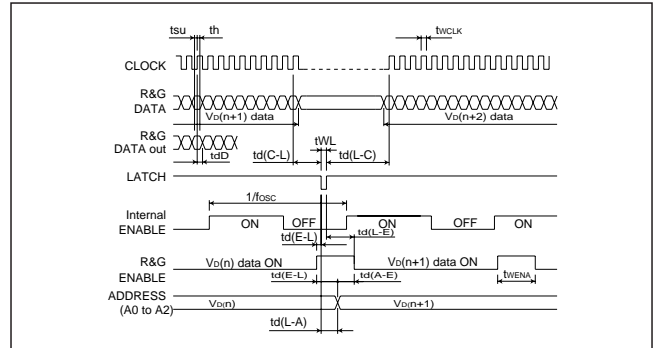 tsu th tWCLK
CLOCK
R&G
DATA
VD(n+1) data VD(n+2) data
R&G
DATA out
tdD td(C-L) tWL td(L-C)
LATCH
1/fosc
Internal
ENABLE
ON OFF ON OFF ON
td(E-L) td(L-E)
R&G
ENABLE
VD(n) data ON VD(n+1) data ON tWENA
td(E-L) td(A-E)
ADDRESS
(A0 to A2)
VD(n) VD(n+1)
td(L-A)